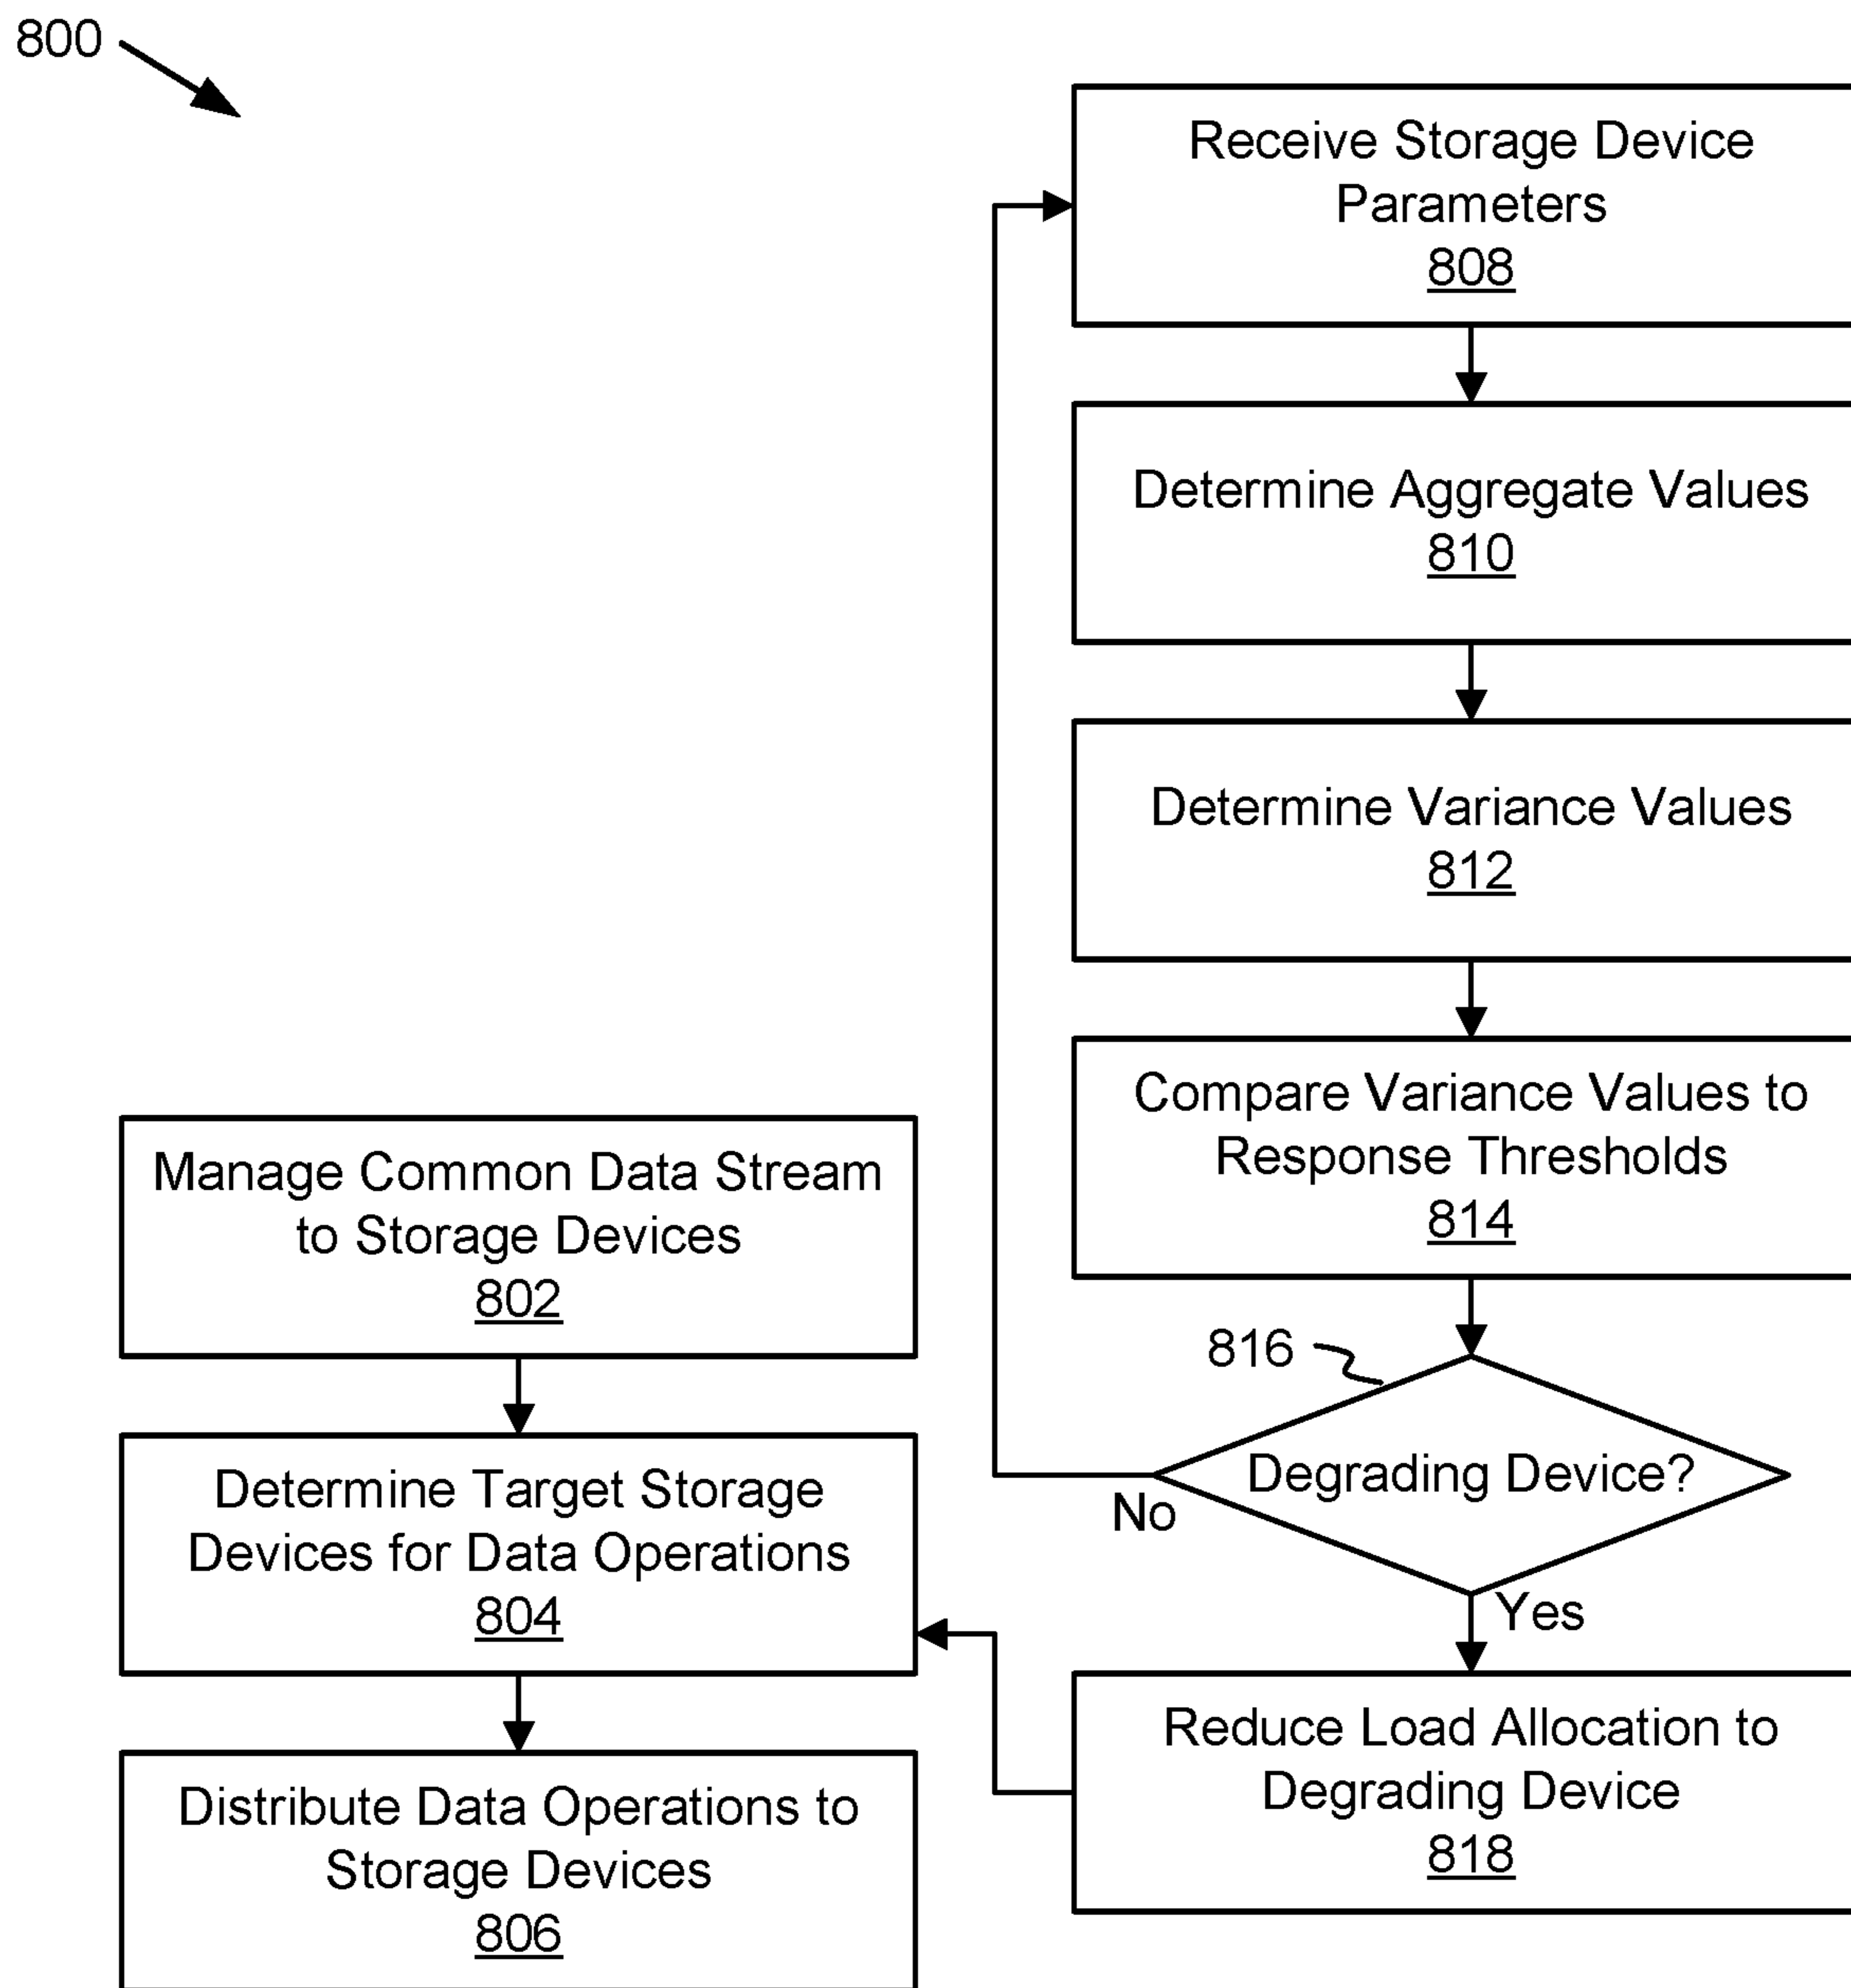 800
Receive Storage Device
Parameters
808
Determine Aggregate Values
810
Determine Variance Values
812
Compare Variance Values to
Response Thresholds
814
816
Degrading Device?
No
Yes
Reduce Load Allocation to
Degrading Device
818
Manage Common Data Stream
to Storage Devices
802
Determine Target Storage
Devices for Data Operations
804
Distribute Data Operations to
Storage Devices
806